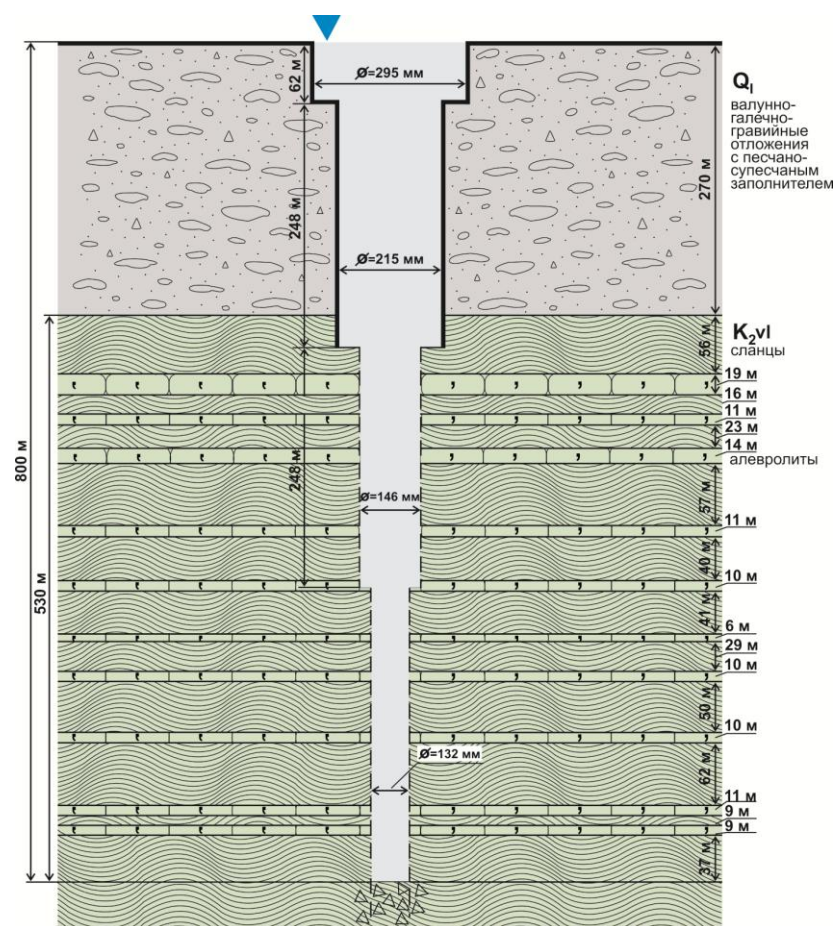 62 м
Ø=295 мм
Q I
валунно-
галечно-
гравийные
отложения
с песчано-
супесчаным
заполнителем
270 м
248 м
Ø=215 мм
K₂vl
сланцы
56 м
19 м
16 м
11 м
23 м
14 м
алевролиты
800 м
248 м
57 м
Ø=146 мм
11 м
40 м
10 м
530 м
41 м
6 м
29 м
10 м
50 м
10 м
Ø=132 мм
62 м
11 м
9 м
9 м
37 м